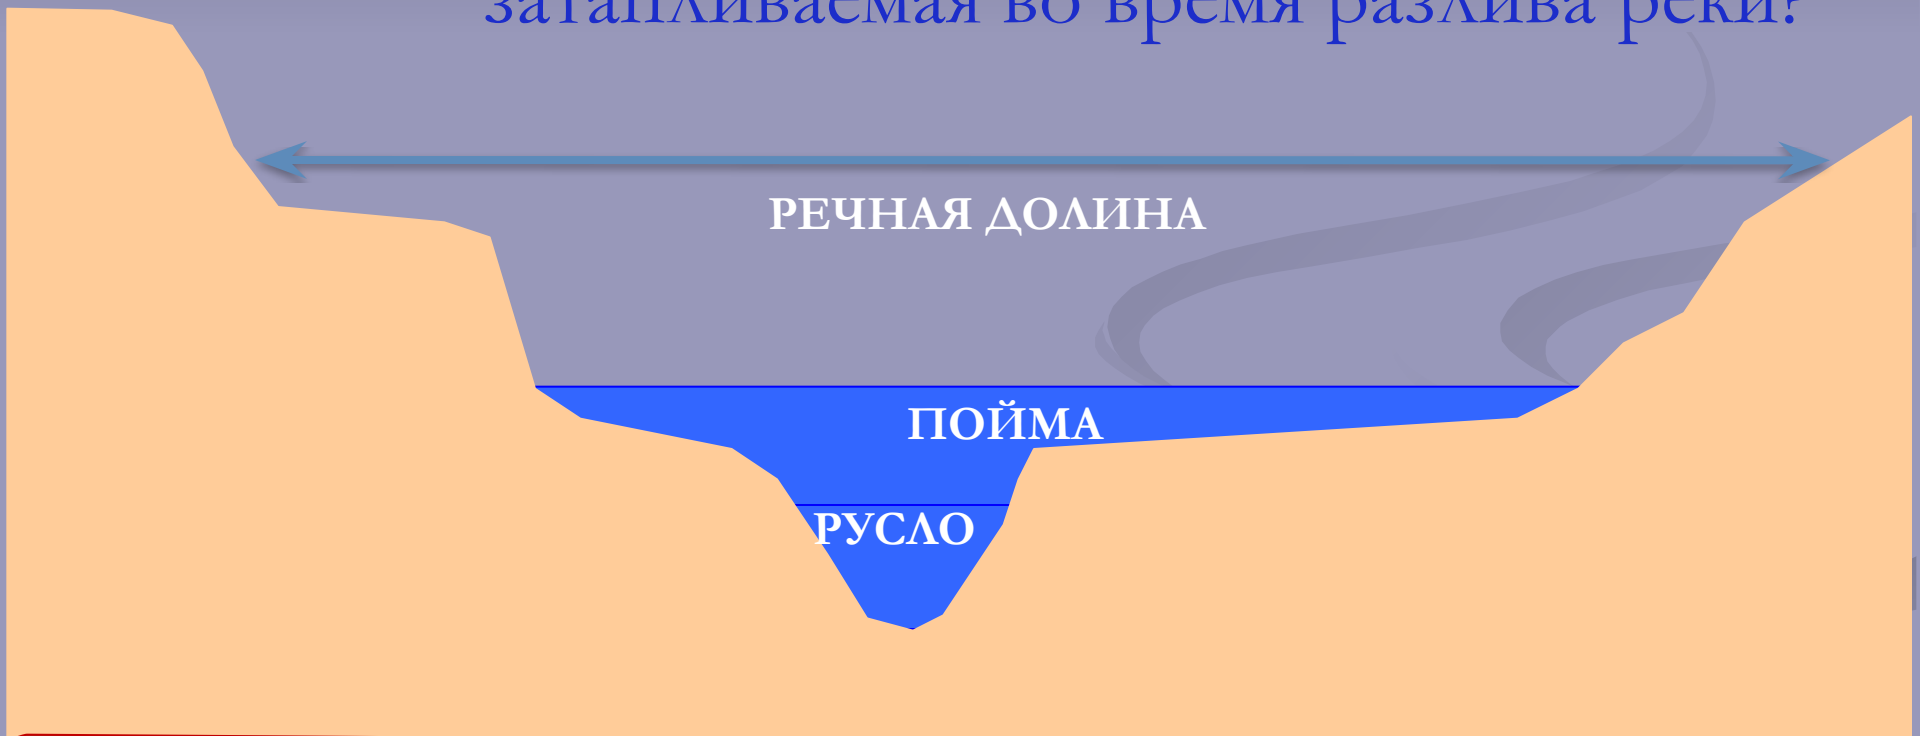 затапливаемая во время разлива реки?
РЕЧНАЯ ДОЛИНА
ПОЙМА
РУСЛО